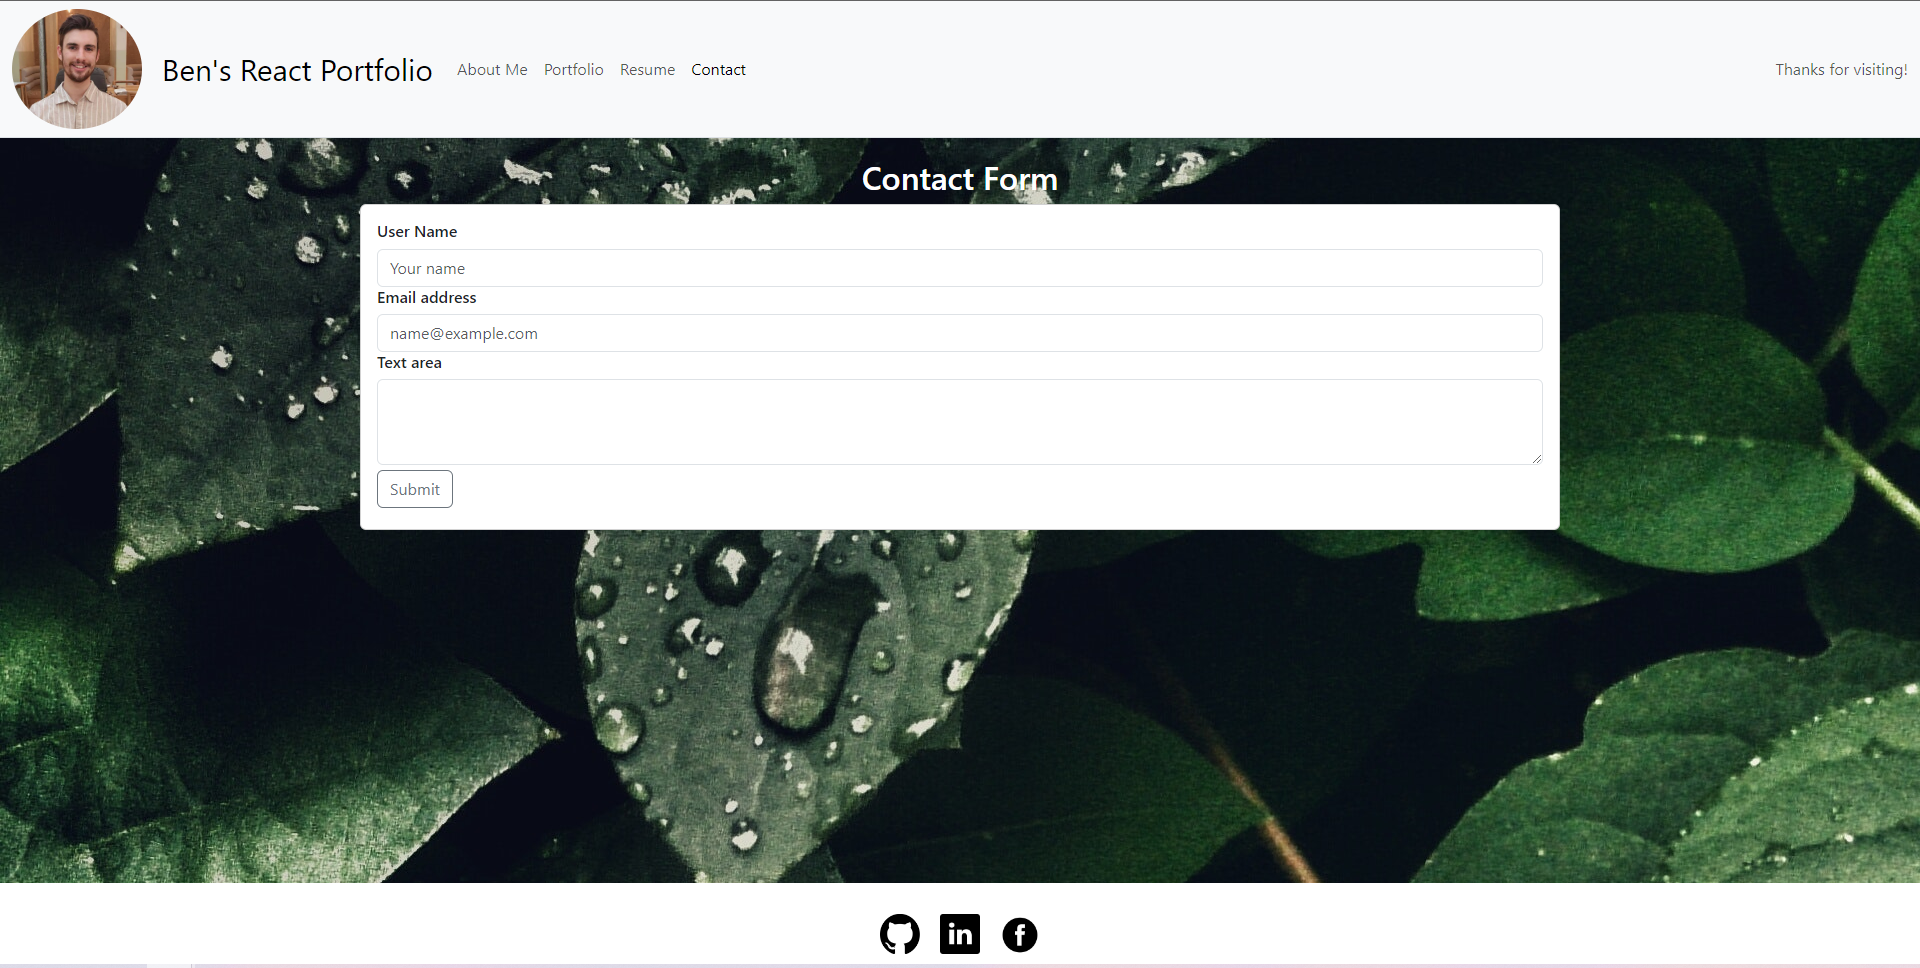 Ben's React Portfolio About Me Portfolio Resume Contact Thanks for visiting!
Contact Form
User Name
Your name
Email address
name@example.com
Text area
Submit
in f